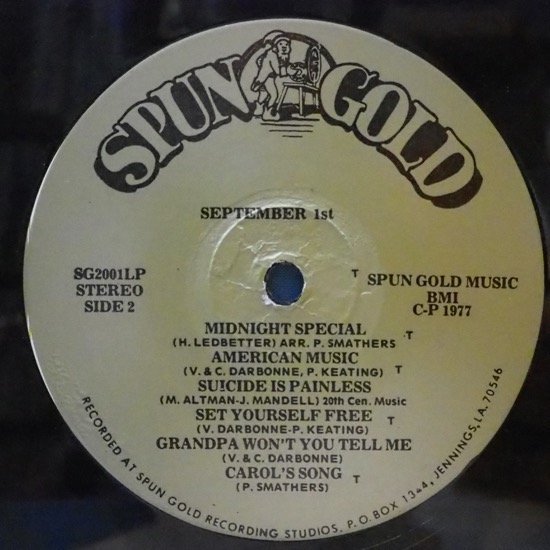 SPUN GOLD
SEPTEMBER 1st
SG2001LP
STEREO
SIDE 2
T SPUN GOLD MUSIC
BMI
C-P 1977
MIDNIGHT SPECIAL
(H. LEDBETTER) ARR. P. SMATHERS T
AMERICAN MUSIC
(V. & C. DARBONNE, P. KEATING) T
SUICIDE IS PAINLESS
(M. ALTMAN-J. MANDELL) 20th Cen. Music
SET YOURSELF FREE T
(V. DARBONNE-P. KEATING)
GRANDPA WON'T YOU TELL ME
(V. & C. DARBONNE)
CAROL'S SONG T
(P. SMATHERS)
RECORDED AT SPUN GOLD RECORDING STUDIOS. P.O. BOX 1344, JENNINGS, LA. 70546